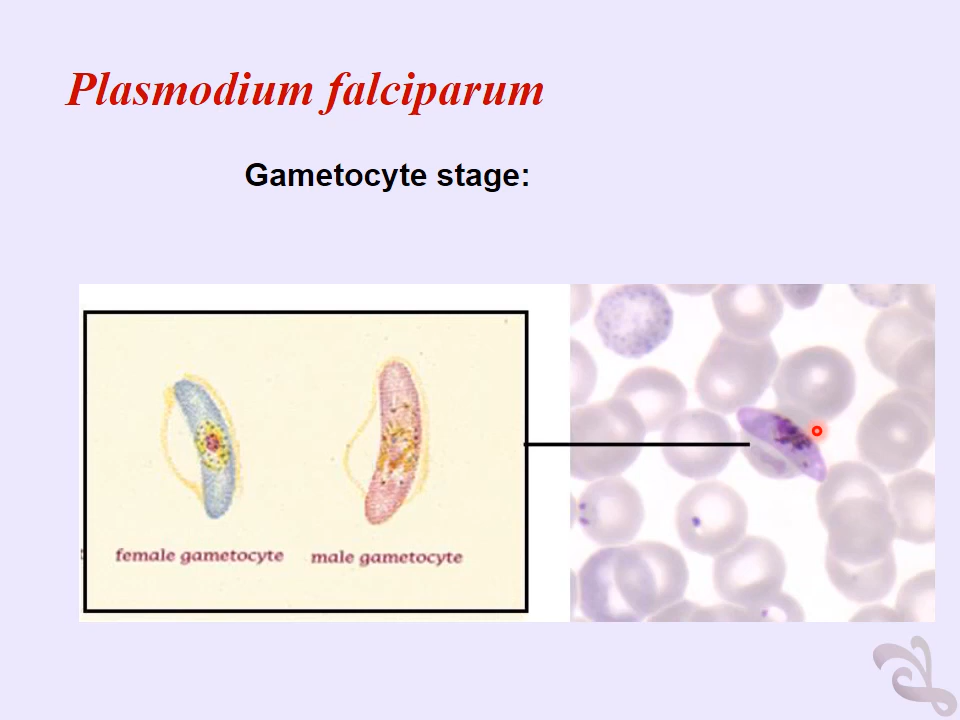 Plasmodium falciparum
Gametocyte stage:
female gametocyte
male gametocyte